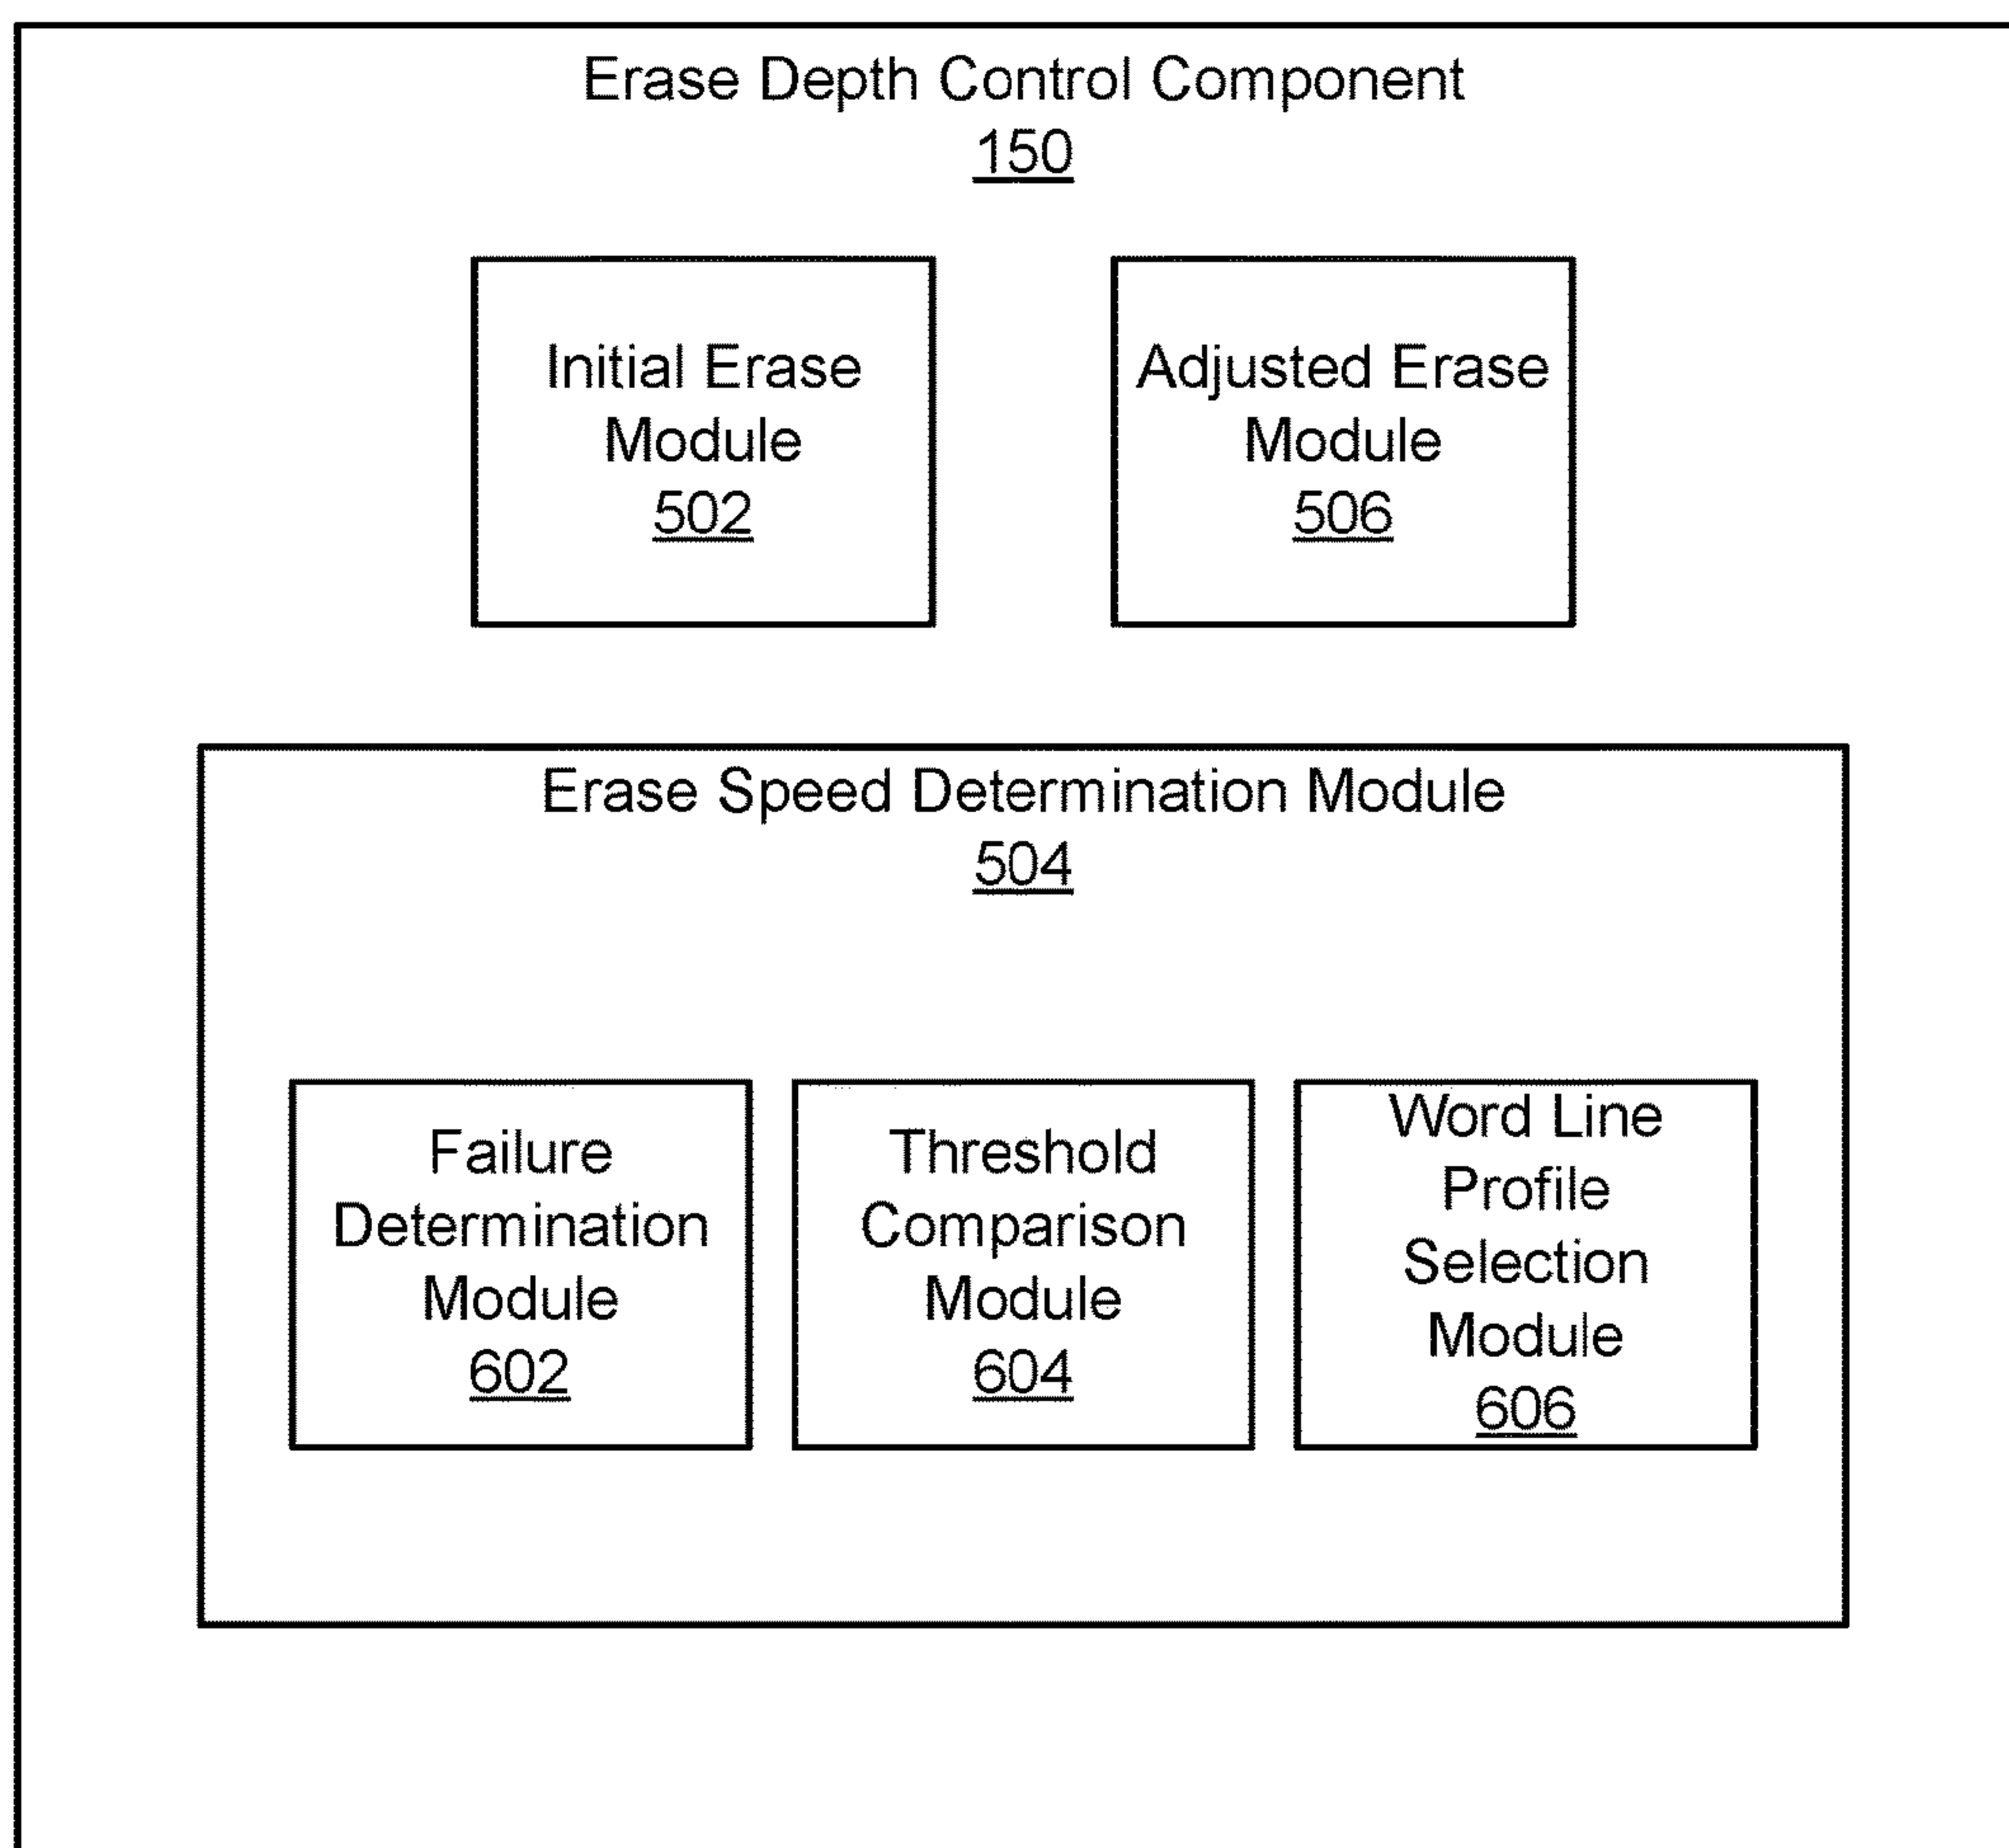 Erase Depth Control Component
150
Initial Erase
Module
502
Adjusted Erase
Module
506
Erase Speed Determination Module
504
Failure
Determination
Module
602
Threshold
Comparison
Module
604
Word Line
Profile
Selection
Module
606